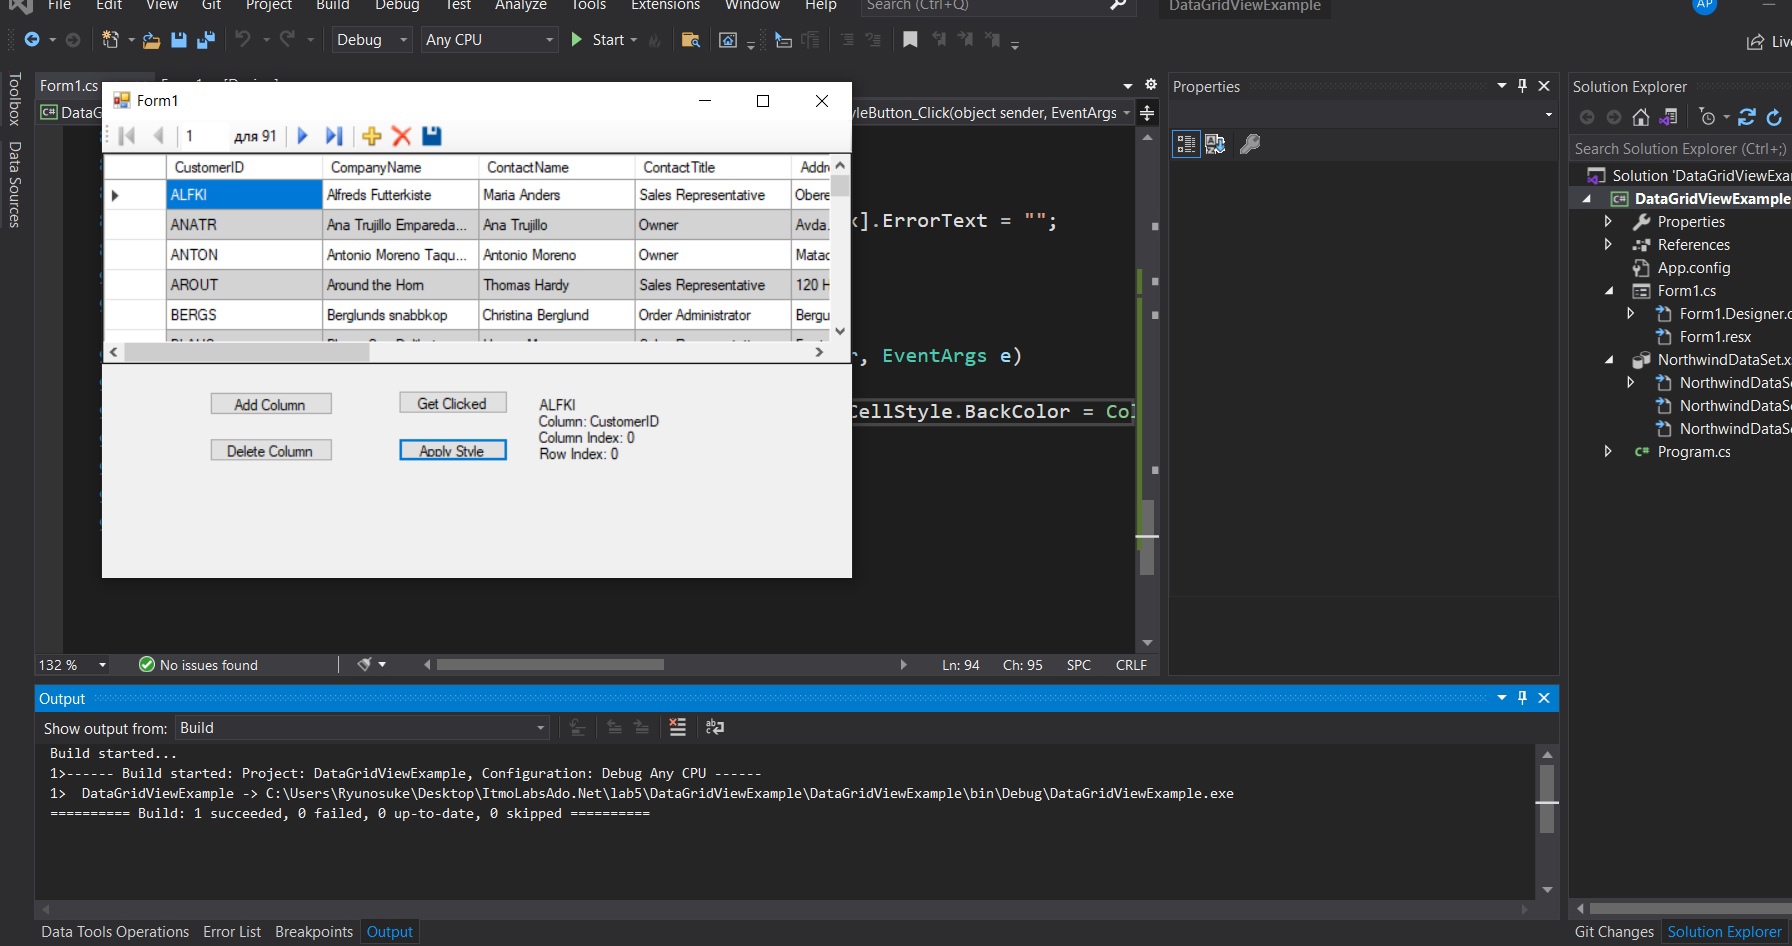 File Edit View Git Project Build Debug Test Analyze Tools Extensions Window Help Search (Ctrl+Q) DataGridViewExample AP
Debug Any CPU Start Live
Toolbox
Data Sources
Form1.cs
Form1
DataG
yleButton_Click(object sender, EventArgs
1 для 91
CustomerID CompanyName ContactName ContactTitle Addre
ALFKI Alfreds Futterkiste Maria Anders Sales Representative Obere
ANATR Ana Trujillo Empareda... Ana Trujillo Owner Avda.
ANTON Antonio Moreno Taqu... Antonio Moreno Owner Matad
AROUT Around the Horn Thomas Hardy Sales Representative 120 H
BERGS Berglunds snabbkop Christina Berglund Order Administrator Bergu
Add Column
Get Clicked
Delete Column
Apply Style
ALFKI
Column: CustomerID
Column Index: 0
Row Index: 0
].ErrorText = "";
, EventArgs e)
CellStyle.BackColor = Col
132 % No issues found Ln: 94 Ch: 95 SPC CRLF
Properties
Solution Explorer
Search Solution Explorer (Ctrl+;)
Solution 'DataGridViewExa
DataGridViewExample
Properties
References
App.config
Form1.cs
Form1.Designer.c
Form1.resx
NorthwindDataSet.x
NorthwindDataSe
NorthwindDataSe
NorthwindDataSe
Program.cs
Output
Show output from: Build
Build started...
1>------ Build started: Project: DataGridViewExample, Configuration: Debug Any CPU ------
1>  DataGridViewExample -> C:\Users\Ryunosuke\Desktop\ItmoLabsAdo.Net\lab5\DataGridViewExample\DataGridViewExample\bin\Debug\DataGridViewExample.exe
========== Build: 1 succeeded, 0 failed, 0 up-to-date, 0 skipped ==========
Data Tools Operations Error List Breakpoints Output
Git Changes Solution Explorer